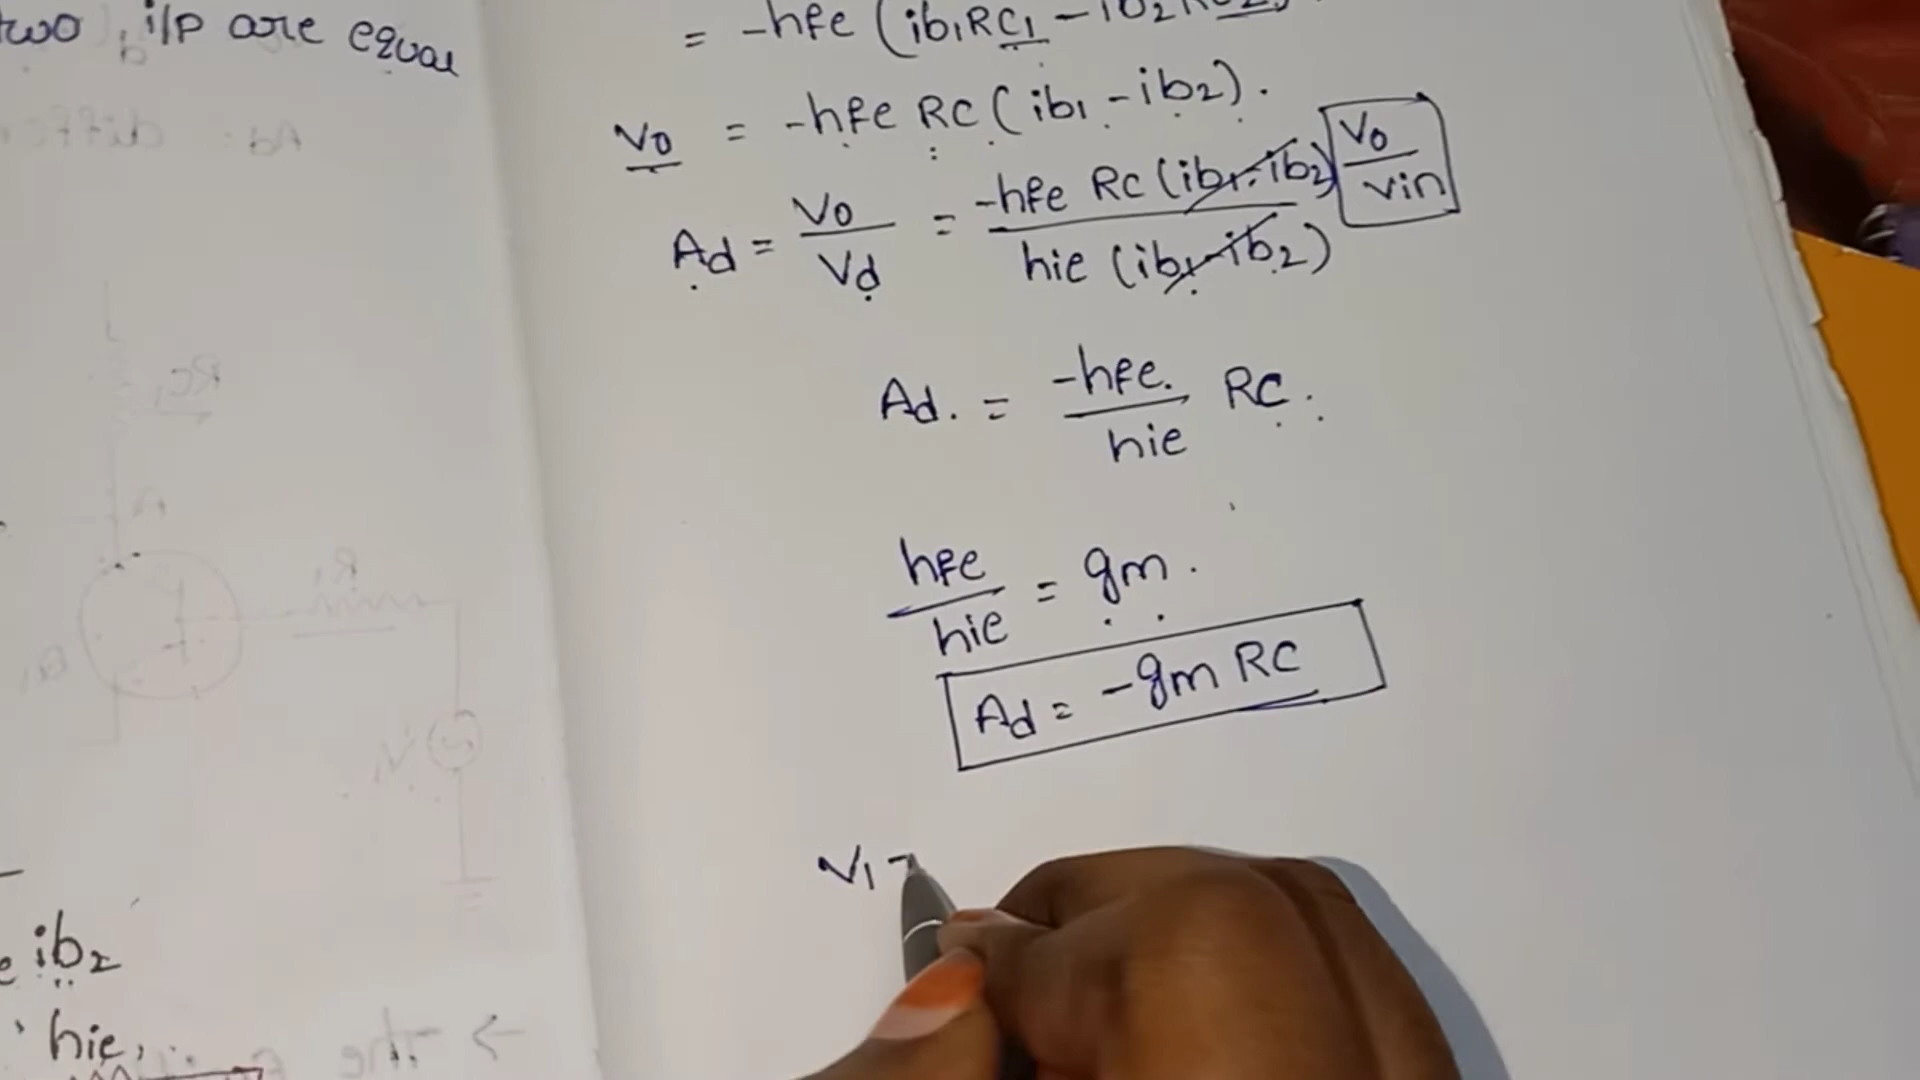 two i/p are equal
= -hfe (ib1RC1 - ib2RC2)
Vo = -hfe RC (ib1 - ib2).
Ad = Vo/Vd = -hfe RC (ib1-ib2) / hie (ib1-ib2)
Vo/Vin
Ad. = -hfe./hie RC.
hfe/hie = gm.
Ad = -gm RC
V1 -
ib2
hie,